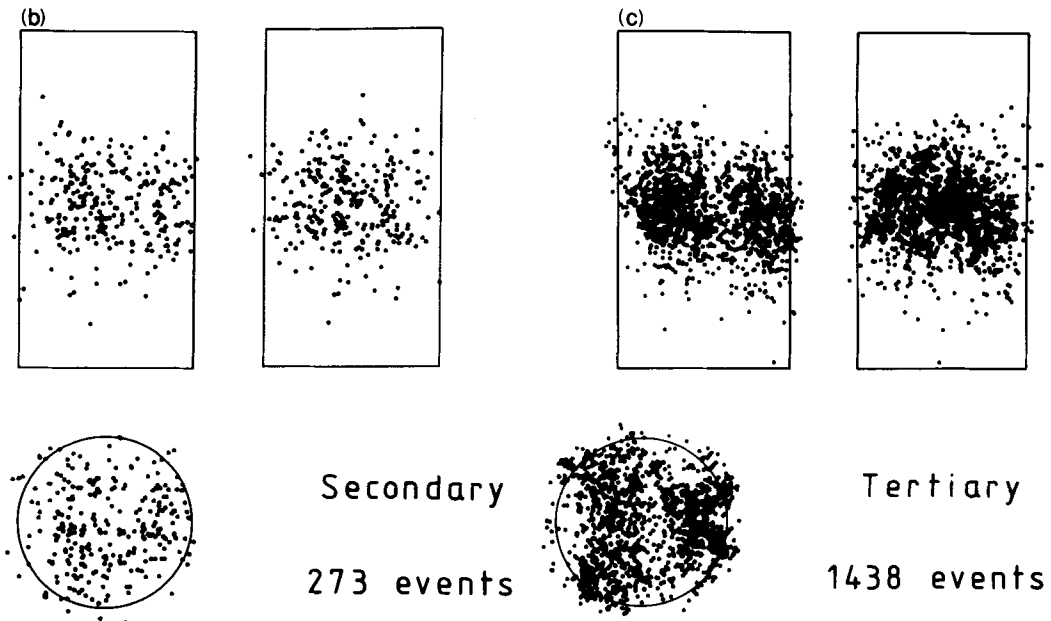 (b)
(c)
Secondary
273 events
Tertiary
1438 events